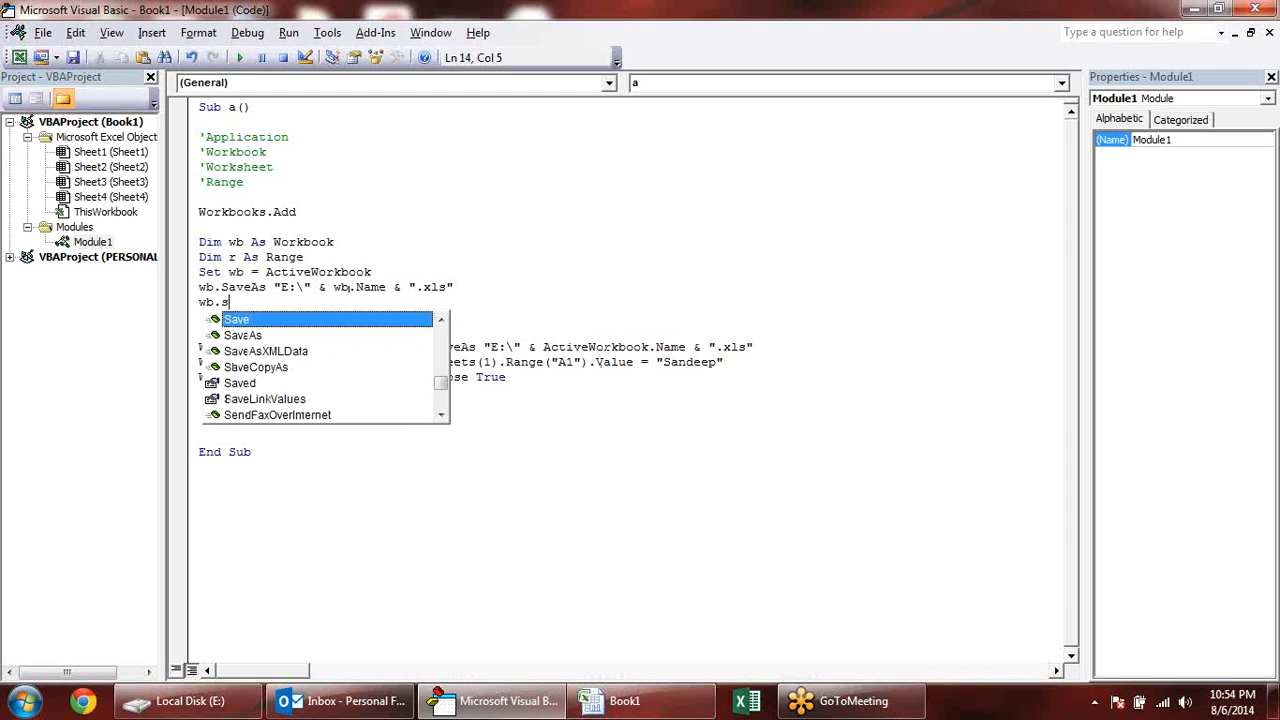 Microsoft Visual Basic - Book1 - [Module1 (Code)]
File Edit View Insert Format Debug Run Tools Add-Ins Window Help
Type a question for help
Ln 14, Col 5
Project - VBAProject
(General)
a
Properties - Module1
VBAProject (Book1)
Microsoft Excel Object
Sheet1 (Sheet1)
Sheet2 (Sheet2)
Sheet3 (Sheet3)
Sheet4 (Sheet4)
ThisWorkbook
Modules
Module1
VBAProject (PERSONAL
Module1 Module
Alphabetic Categorized
(Name) Module1
Sub a()
'Application
'Workbook
'Worksheet
'Range
Workbooks.Add
Dim wb As Workbook
Dim r As Range
Set wb = ActiveWorkbook
wb.SaveAs "E:\" & wb.Name & ".xls"
wb.s
Save
SaveAs
SaveAsXMLData
SaveCopyAs
Saved
SaveLinkValues
SendFaxOverInternet
veAs "E:\" & ActiveWorkbook.Name & ".xls"
eets(1).Range("A1").Value = "Sandeep"
ose True
End Sub
Local Disk (E:)
Inbox - Personal F...
Microsoft Visual B...
Book1
GoToMeeting
10:54 PM
8/6/2014